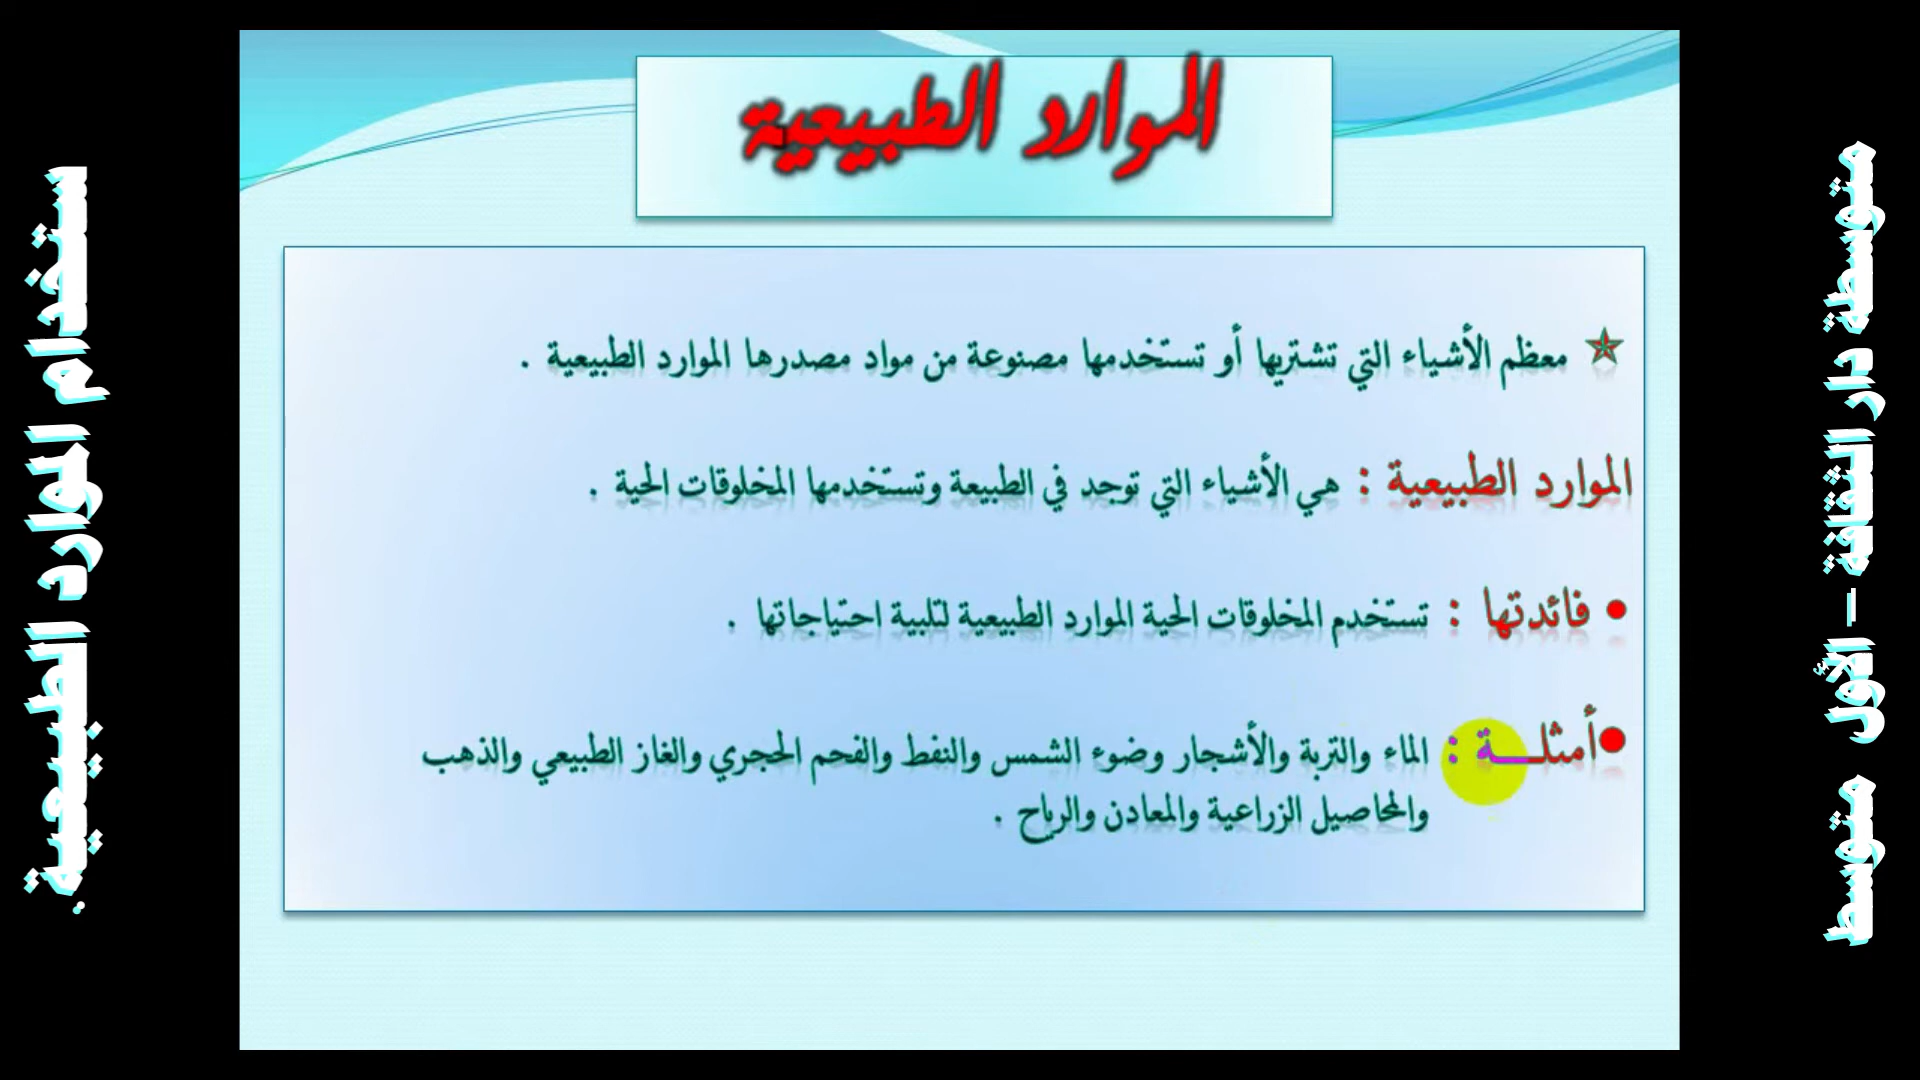 الموارد الطبيعية
معظم الأشياء التي تشتريها أو تستخدمها مصنوعة من مواد مصدرها الموارد الطبيعية .
الموارد الطبيعية : هي الأشياء التي توجد في الطبيعة وتستخدمها المخلوقات الحية .
• فائدتها : تستخدم المخلوقات الحية الموارد الطبيعية لتلبية احتياجاتها .
• أمثلـــة : الماء والتربة والأشجار وضوء الشمس والنفط والفحم الحجري والغاز الطبيعي والذهب
والمحاصيل الزراعية والمعادن والرياح .
متوسطة دار الثقافة – الأول متوسط
ستخدام الموارد الطبيعية.